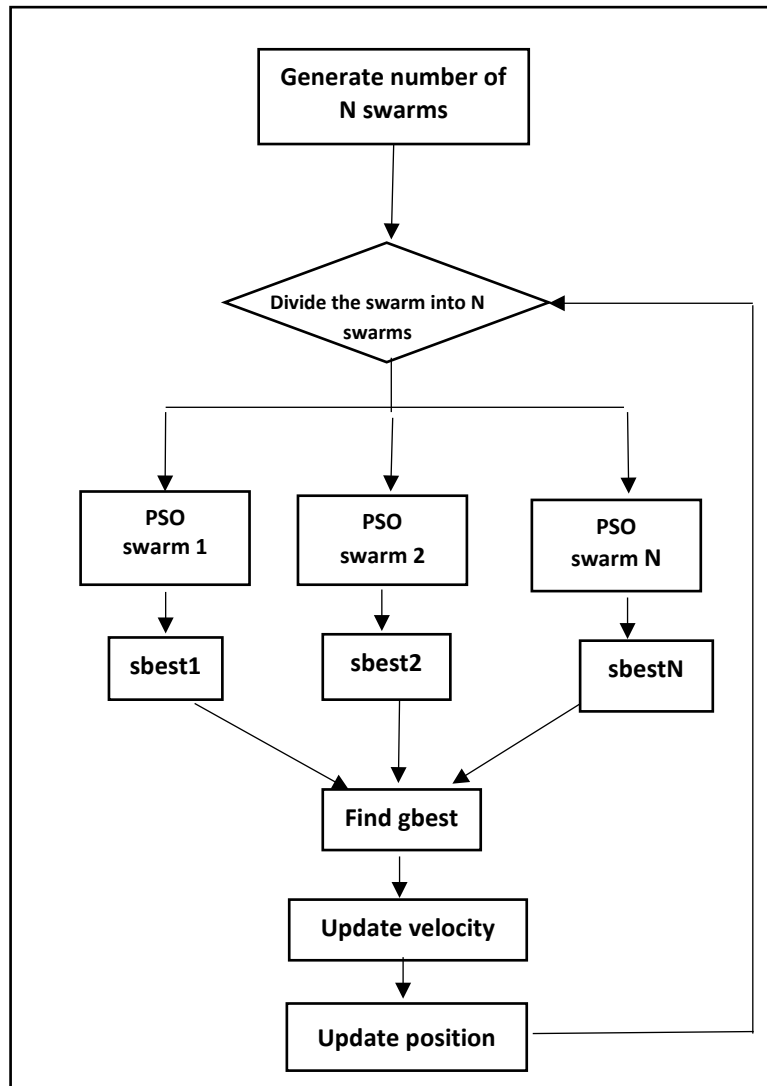 Generate number of
N swarms
Divide the swarm into N
swarms
PSO
swarm 1
PSO
swarm 2
PSO
swarm N
sbest1
sbest2
sbestN
Find gbest
Update velocity
Update position